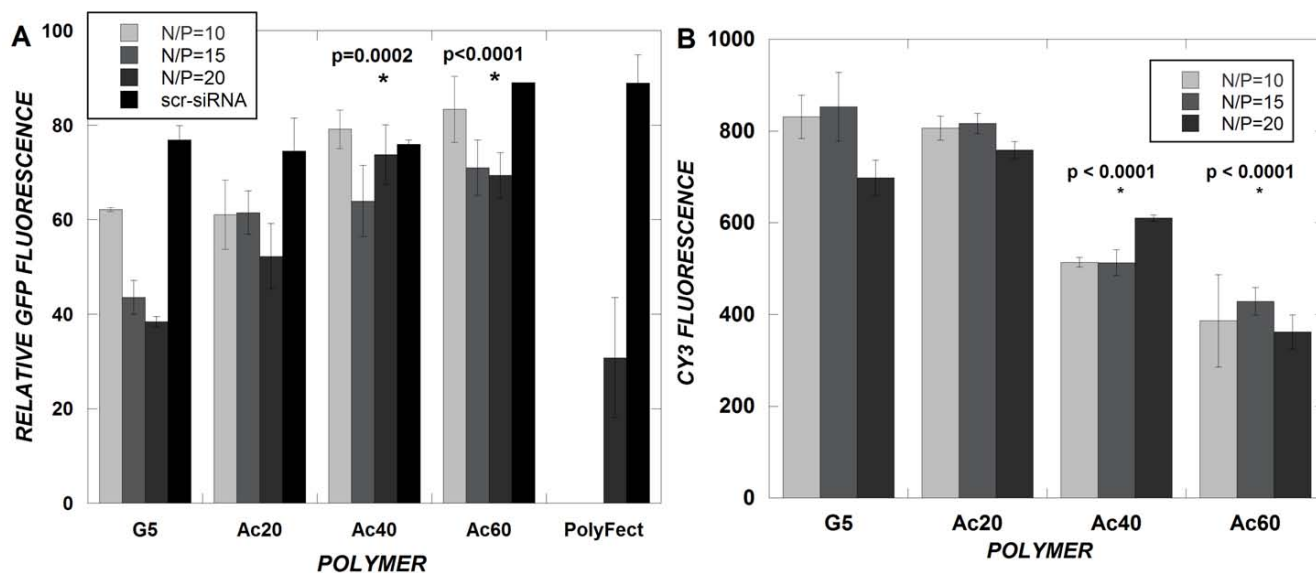 A
N/P=10
N/P=15
N/P=20
scr-siRNA
p=0.0002
*
p<0.0001
*
RELATIVE GFP FLUORESCENCE
100
80
60
40
20
0
G5
Ac20
Ac40
Ac60
PolyFect
POLYMER
B
N/P=10
N/P=15
N/P=20
p < 0.0001
*
p < 0.0001
*
CY3 FLUORESCENCE
1000
800
600
400
200
0
G5
Ac20
Ac40
Ac60
POLYMER